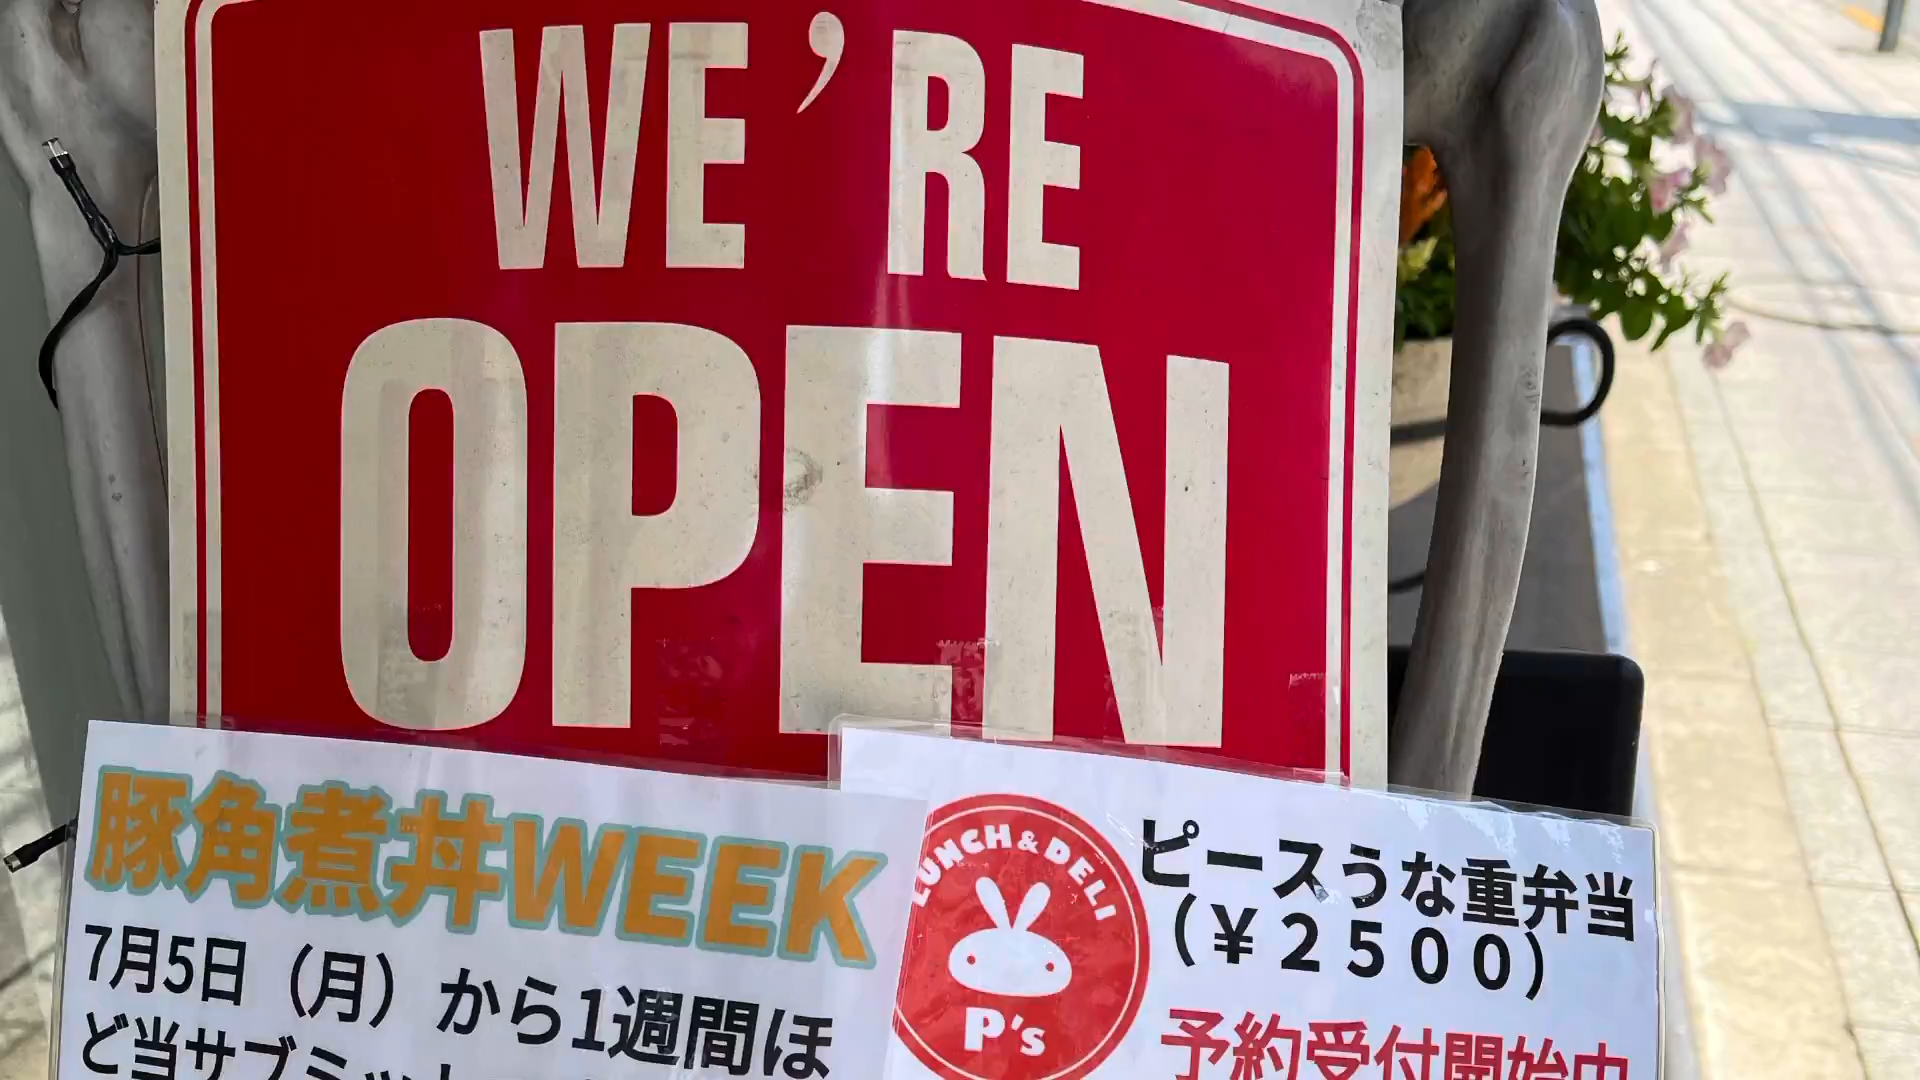 WE'RE
OPEN
豚角煮丼WEEK
7月5日（月）から1週間ほ
ど当サブミッ
LUNCH&DELI
P's
ピースうな重弁当
（￥２５００）
予約受付開始中